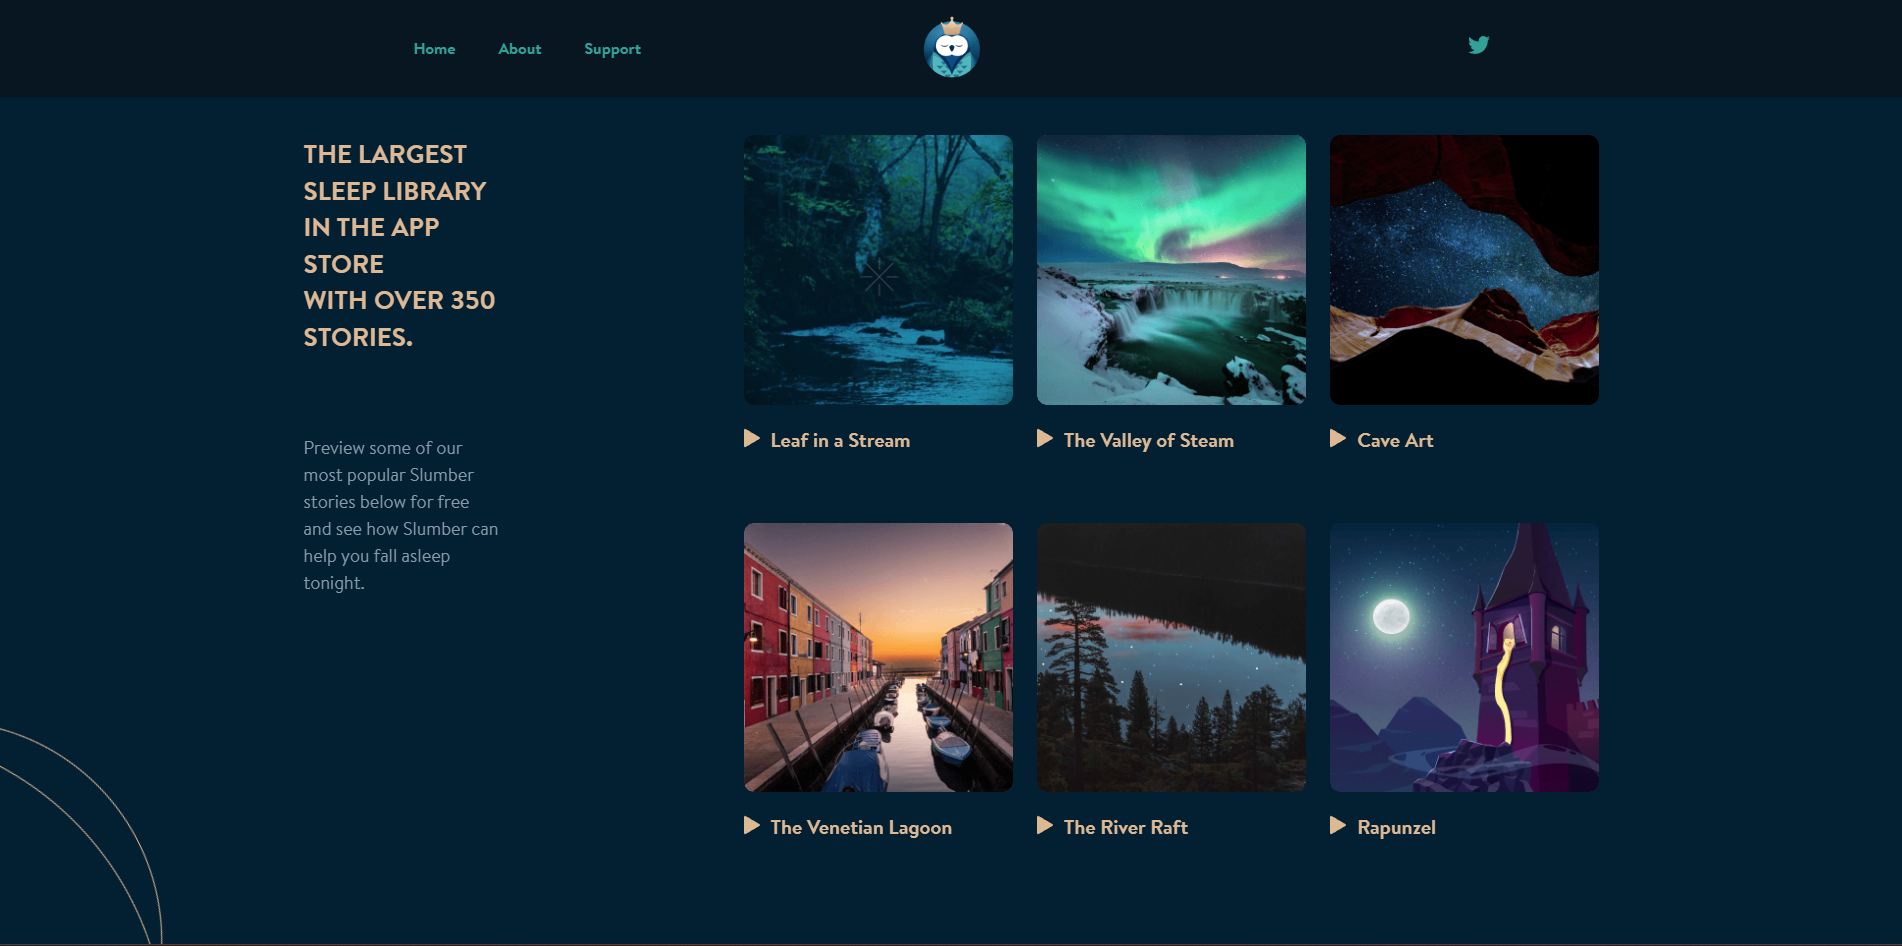 Home
About
Support
THE LARGEST
SLEEP LIBRARY
IN THE APP
STORE
WITH OVER 350
STORIES.
Preview some of our
most popular Slumber
stories below for free
and see how Slumber can
help you fall asleep
tonight.
Leaf in a Stream
The Valley of Steam
Cave Art
The Venetian Lagoon
The River Raft
Rapunzel